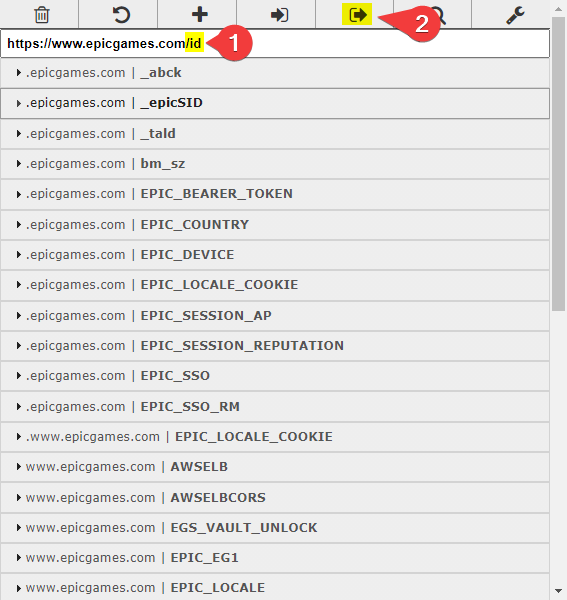 2
https://www.epicgames.com/id
1
.epicgames.com | _abck
.epicgames.com | _epicSID
.epicgames.com | _tald
.epicgames.com | bm_sz
.epicgames.com | EPIC_BEARER_TOKEN
.epicgames.com | EPIC_COUNTRY
.epicgames.com | EPIC_DEVICE
.epicgames.com | EPIC_LOCALE_COOKIE
.epicgames.com | EPIC_SESSION_AP
.epicgames.com | EPIC_SESSION_REPUTATION
.epicgames.com | EPIC_SSO
.epicgames.com | EPIC_SSO_RM
.www.epicgames.com | EPIC_LOCALE_COOKIE
www.epicgames.com | AWSELB
www.epicgames.com | AWSELBCORS
www.epicgames.com | EGS_VAULT_UNLOCK
www.epicgames.com | EPIC_EG1
www.epicgames.com | EPIC_LOCALE